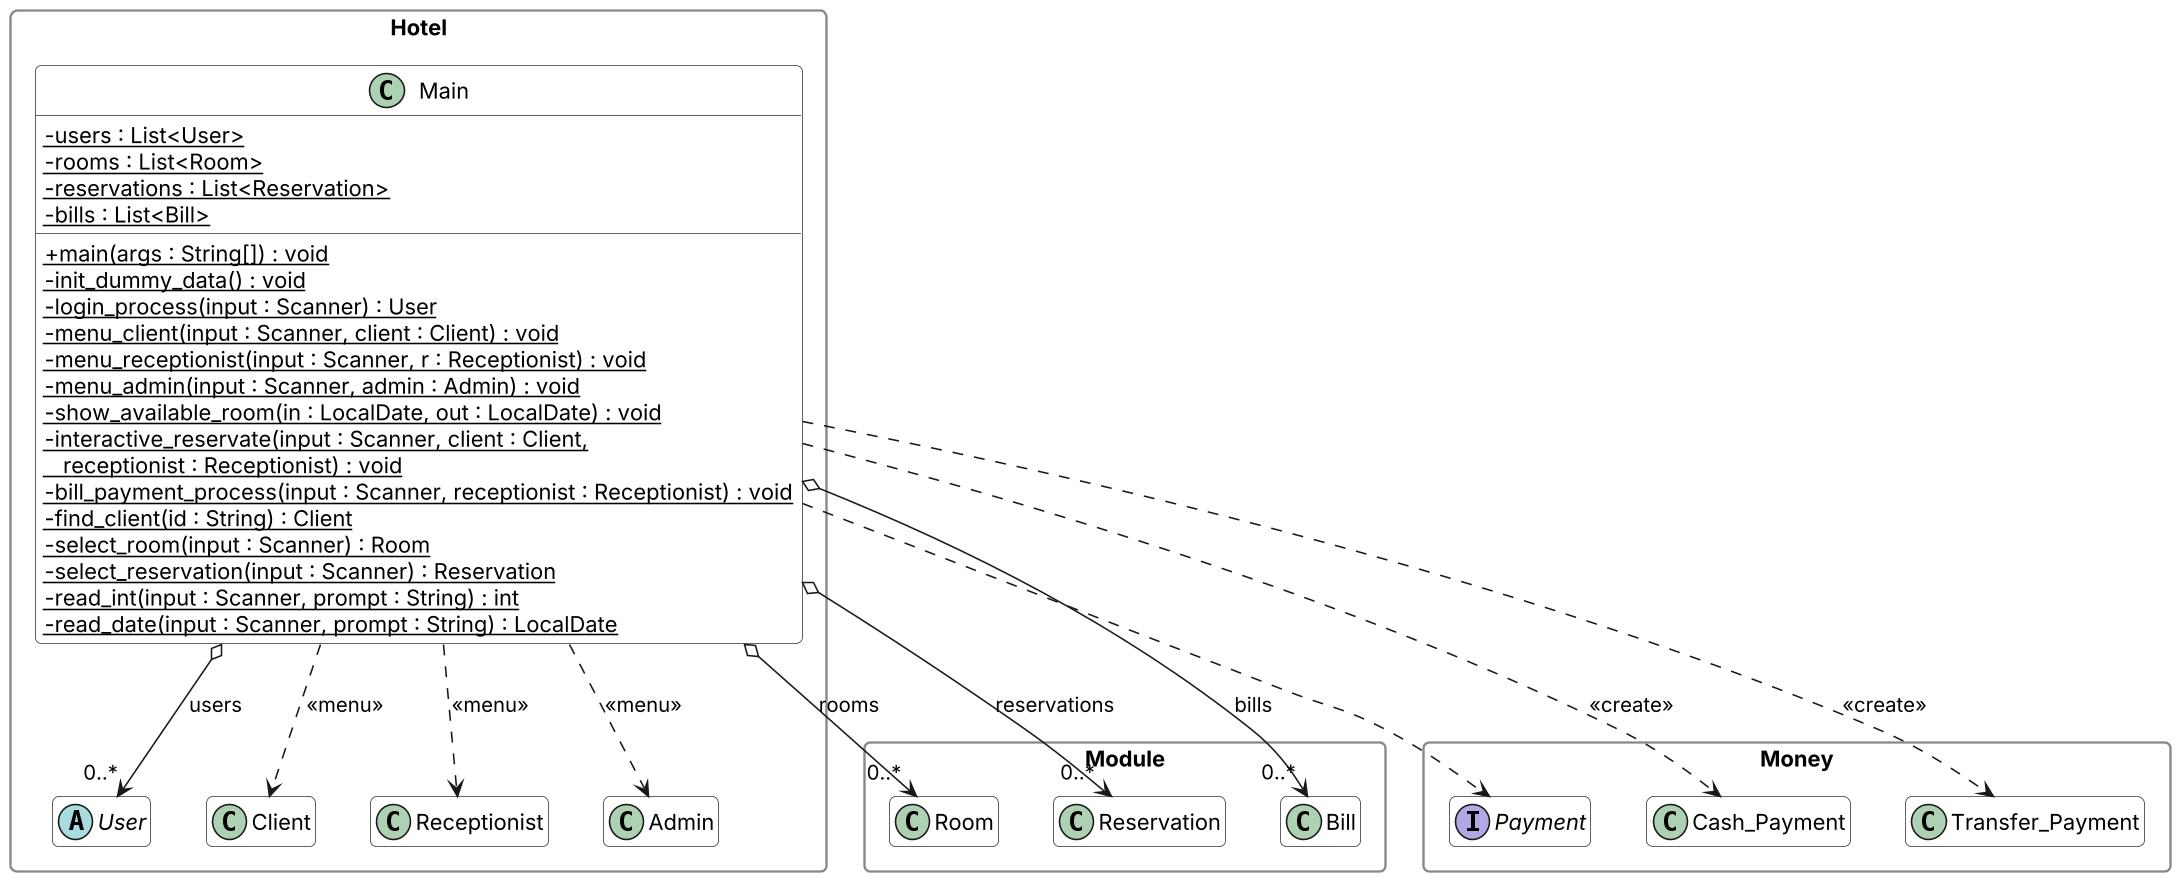 Hotel
C Main
-users : List<User>
-rooms : List<Room>
-reservations : List<Reservation>
-bills : List<Bill>
+main(args : String[]) : void
-init_dummy_data() : void
-login_process(input : Scanner) : User
-menu_client(input : Scanner, client : Client) : void
-menu_receptionist(input : Scanner, r : Receptionist) : void
-menu_admin(input : Scanner, admin : Admin) : void
-show_available_room(in : LocalDate, out : LocalDate) : void
-interactive_reservate(input : Scanner, client : Client,
receptionist : Receptionist) : void
-bill_payment_process(input : Scanner, receptionist : Receptionist) : void
-find_client(id : String) : Client
-select_room(input : Scanner) : Room
-select_reservation(input : Scanner) : Reservation
-read_int(input : Scanner, prompt : String) : int
-read_date(input : Scanner, prompt : String) : LocalDate
users «menu» «menu» «menu» rooms reservations bills «create» «create»
Module Money
0..* 0..* 0..* 0..*
A User C Client C Receptionist C Admin C Room C Reservation C Bill I Payment C Cash_Payment C Transfer_Payment